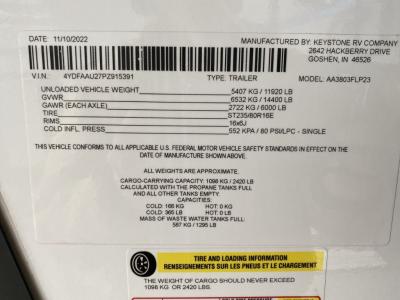 DATE: 11/10/2022
MANUFACTURED BY: KEYSTONE RV COMPANY
2642 HACKBERRY DRIVE
GOSHEN, IN 46526
V.I.N.: 4YDFAAU27PZ915391 TYPE: TRAILER MODEL: AA3803FLP23
UNLOADED VEHICLE WEIGHT: 5407 KG / 11920 LB
GVWR: 6532 KG / 14400 LB
GAWR (EACH AXLE): 2722 KG / 6000 LB
TIRE: ST235/80R16E
RIMS: 16x6J
COLD INFL. PRESS.: 552 KPA / 80 PSI/LPC - SINGLE
THIS VEHICLE CONFORMS TO ALL APPLICABLE U.S. FEDERAL MOTOR VEHICLE SAFETY STANDARDS IN EFFECT ON THE DATE OF MANUFACTURE SHOWN ABOVE.
ALL WEIGHTS ARE APPROXIMATE.
CARGO-CARRYING CAPACITY: 1098 KG / 2420 LB
CALCULATED WITH THE PROPANE TANKS FULL
AND ALL OTHER TANKS EMPTY.
CAPACITIES:
COLD: 166 KG HOT: 0 KG
COLD: 365 LB HOT: 0 LB
MAX WASTEWATER TANKS FULL:
587 KG / 1295 LB
TIRE AND LOADING INFORMATION
RENSEIGNEMENTS SUR LES PNEUS ET LE CHARGEMENT
THE WEIGHT OF CARGO SHOULD NEVER EXCEED
1098 KG OR 2420 LBS.